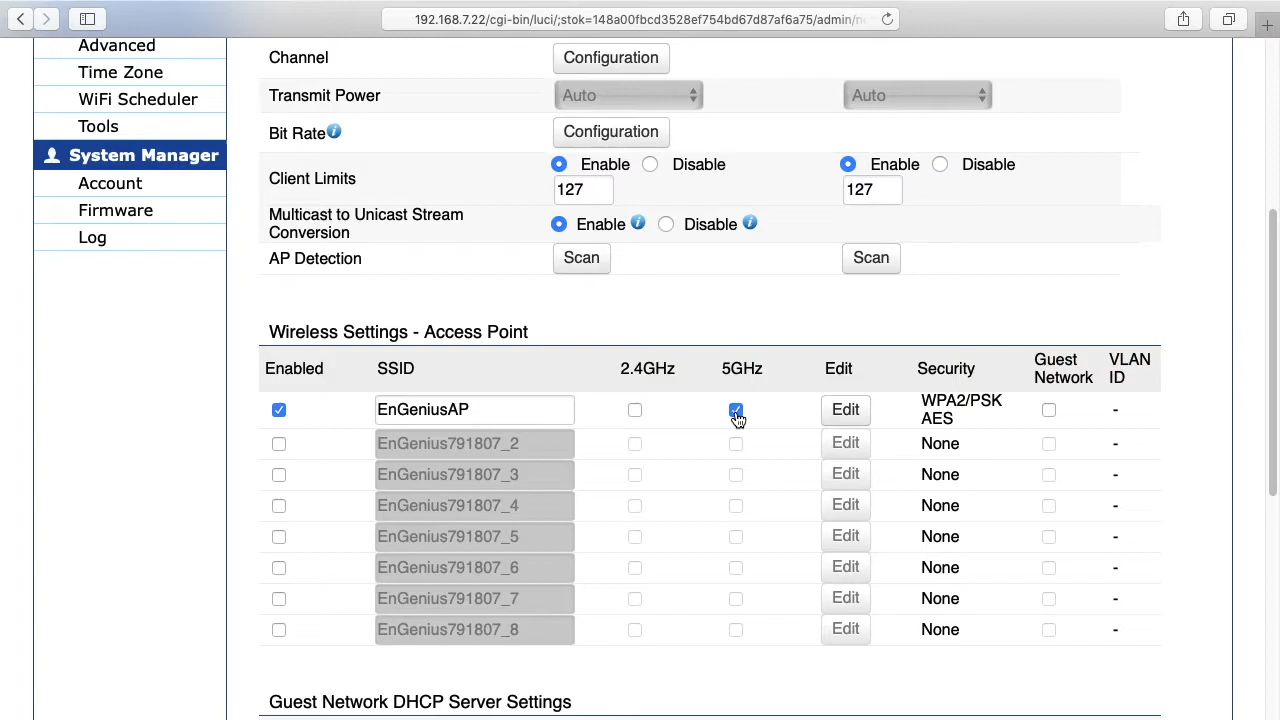 192.168.7.22/cgi-bin/luci/;stok=148a00fbcd3528ef754bd67d87af6a75/admin/n
Advanced
Time Zone
WiFi Scheduler
Tools
System Manager
Account
Firmware
Log
Channel Configuration
Transmit Power Auto Auto
Bit Rate Configuration
Client Limits Enable Disable Enable Disable
127 127
Multicast to Unicast Stream
Conversion Enable Disable
AP Detection Scan Scan
Wireless Settings - Access Point
Enabled SSID 2.4GHz 5GHz Edit Security Guest Network VLAN ID
EnGeniusAP Edit WPA2/PSK AES -
EnGenius791807_2 Edit None -
EnGenius791807_3 Edit None -
EnGenius791807_4 Edit None -
EnGenius791807_5 Edit None -
EnGenius791807_6 Edit None -
EnGenius791807_7 Edit None -
EnGenius791807_8 Edit None -
Guest Network DHCP Server Settings